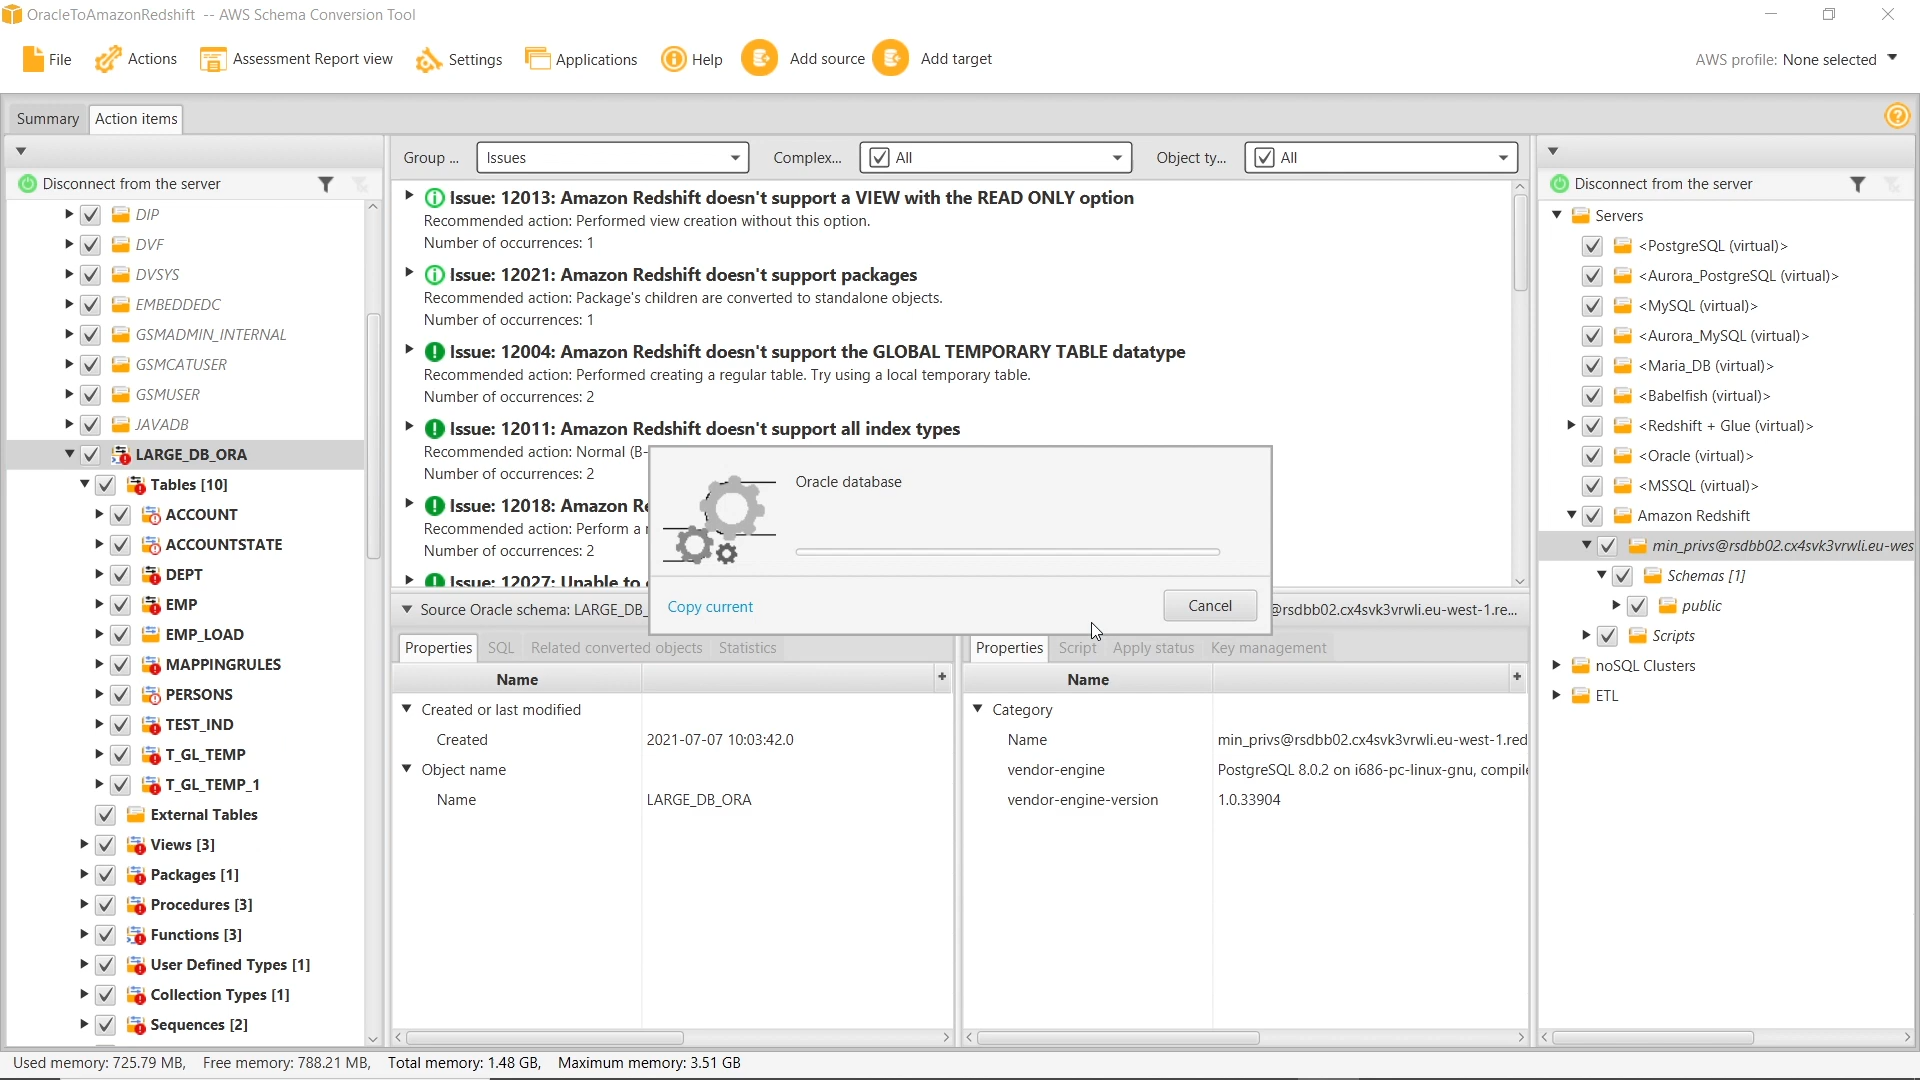 OracleToAmazonRedshift -- AWS Schema Conversion Tool
File Actions Assessment Report view Settings Applications Help Add source Add target
AWS profile: None selected
Summary Action items
Disconnect from the server
DIP
DVF
DVSYS
EMBEDDEDC
GSMADMIN_INTERNAL
GSMCATUSER
GSMUSER
JAVADB
LARGE_DB_ORA
Tables [10]
ACCOUNT
ACCOUNTSTATE
DEPT
EMP
EMP_LOAD
MAPPINGRULES
PERSONS
TEST_IND
T_GL_TEMP
T_GL_TEMP_1
External Tables
Views [3]
Packages [1]
Procedures [3]
Functions [3]
User Defined Types [1]
Collection Types [1]
Sequences [2]
Group ... Issues Complex... All Object ty... All
Issue: 12013: Amazon Redshift doesn't support a VIEW with the READ ONLY option
Recommended action: Performed view creation without this option.
Number of occurrences: 1
Issue: 12021: Amazon Redshift doesn't support packages
Recommended action: Package's children are converted to standalone objects.
Number of occurrences: 1
Issue: 12004: Amazon Redshift doesn't support the GLOBAL TEMPORARY TABLE datatype
Recommended action: Performed creating a regular table. Try using a local temporary table.
Number of occurrences: 2
Issue: 12011: Amazon Redshift doesn't support all index types
Recommended action: Normal (B-
Number of occurrences: 2
Issue: 12018: Amazon Re
Recommended action: Perform a
Number of occurrences: 2
Issue: 12027: Unable to
Oracle database
Copy current
Cancel
Source Oracle schema: LARGE_DB_
Properties SQL Related converted objects Statistics
Name
Created or last modified
Created 2021-07-07 10:03:42.0
Object name
Name LARGE_DB_ORA
rsdbb02.cx4svk3vrwli.eu-west-1.re...
Properties Script Apply status Key management
Name
Category
Name min_privs@rsdbb02.cx4svk3vrwli.eu-west-1.red
vendor-engine PostgreSQL 8.0.2 on i686-pc-linux-gnu, compile
vendor-engine-version 1.0.33904
Disconnect from the server
Servers
<PostgreSQL (virtual)>
<Aurora_PostgreSQL (virtual)>
<MySQL (virtual)>
<Aurora_MySQL (virtual)>
<Maria_DB (virtual)>
<Babelfish (virtual)>
<Redshift + Glue (virtual)>
<Oracle (virtual)>
<MSSQL (virtual)>
Amazon Redshift
min_privs@rsdbb02.cx4svk3vrwli.eu-wes
Schemas [1]
public
Scripts
noSQL Clusters
ETL
Used memory: 725.79 MB, Free memory: 788.21 MB, Total memory: 1.48 GB, Maximum memory: 3.51 GB